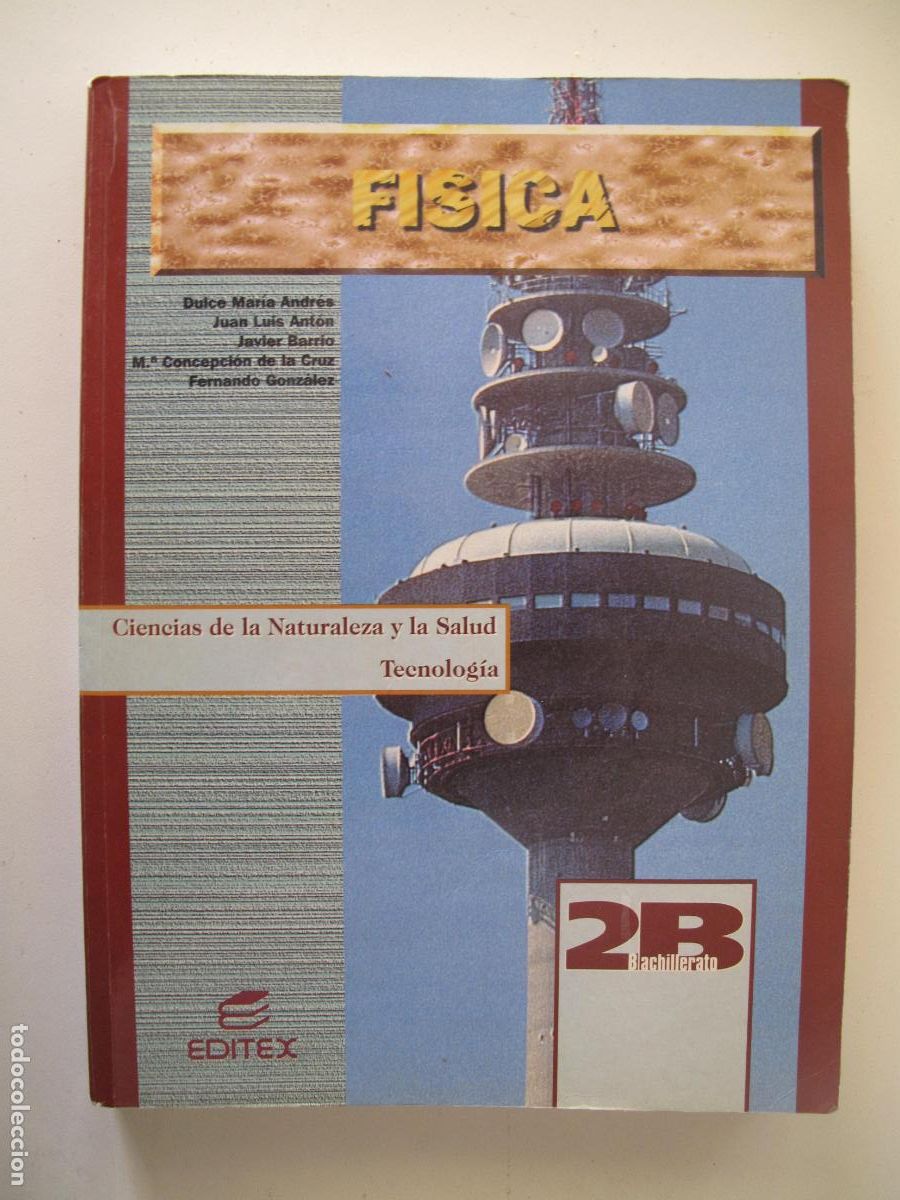 FISICA
Dulce María Andrés
Juan Luis Antón
Javier Barrio
M.ª Concepción de la Cruz
Fernando González
Ciencias de la Naturaleza y la Salud
Tecnología
2B
Bachillerato
EDITEX
todocoleccion.net